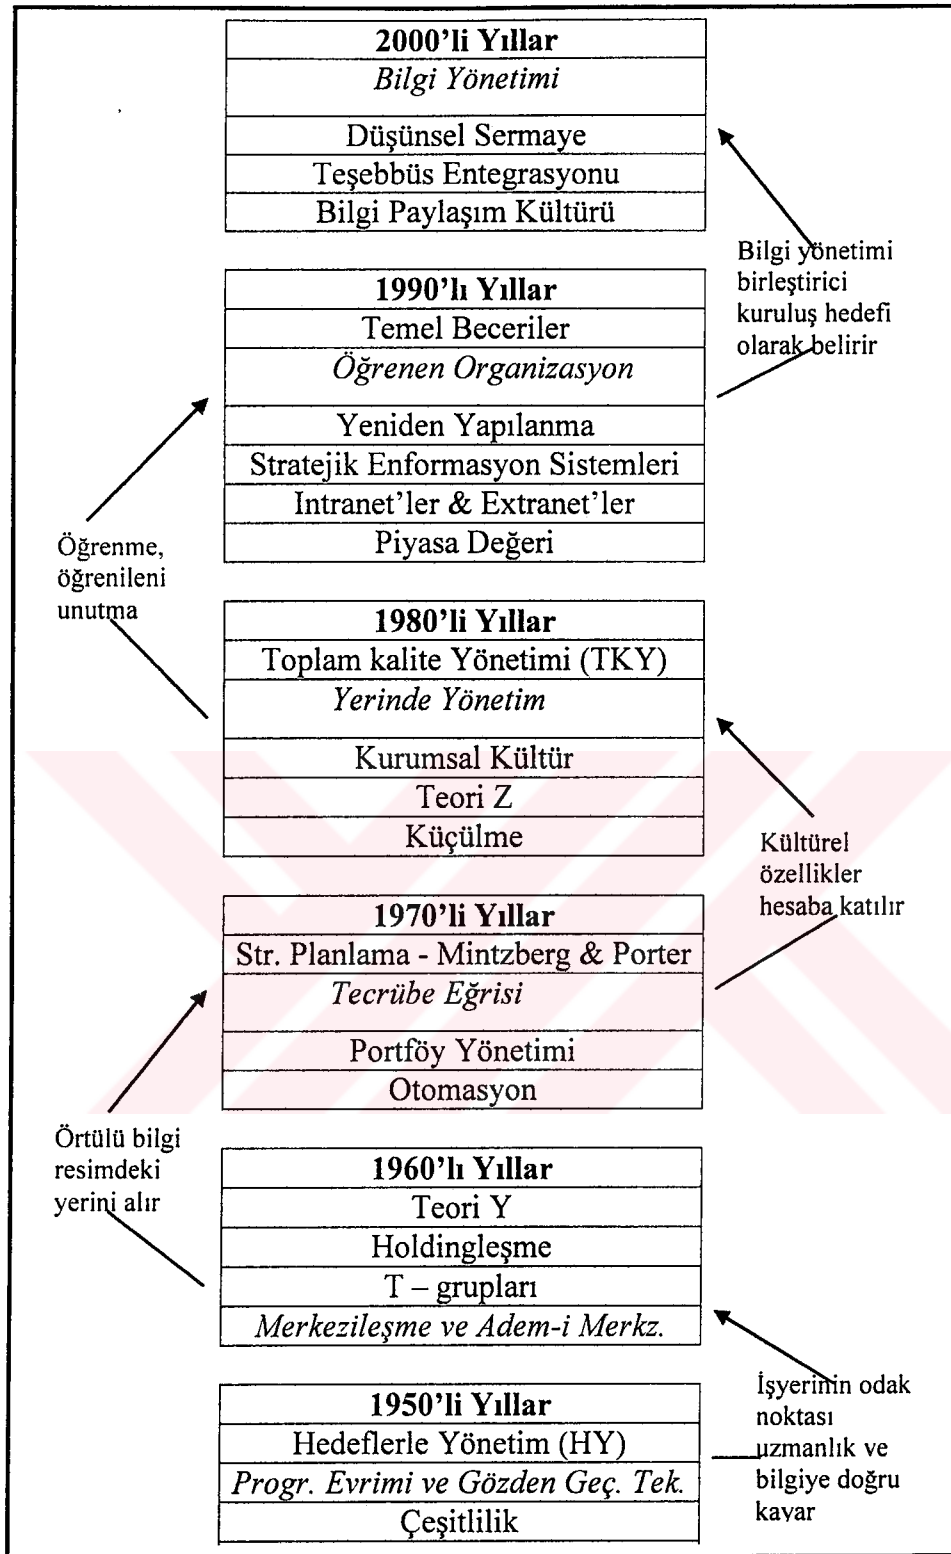 2000'li Yıllar
Bilgi Yönetimi
Düşünsel Sermaye
Teşebbüs Entegrasyonu
Bilgi Paylaşım Kültürü
Bilgi yönetimi
birleştirici
kuruluş hedefi
olarak belirir
1990'lı Yıllar
Temel Beceriler
Öğrenen Organizasyon
Yeniden Yapılanma
Stratejik Enformasyon Sistemleri
Intranet'ler & Extranet'ler
Piyasa Değeri
Öğrenme,
öğrenileni
unutma
1980'li Yıllar
Toplam kalite Yönetimi (TKY)
Yerinde Yönetim
Kurumsal Kültür
Teori Z
Küçülme
Kültürel
özellikler
hesaba katılır
1970'li Yıllar
Str. Planlama - Mintzberg & Porter
Tecrübe Eğrisi
Portföy Yönetimi
Otomasyon
Örtülü bilgi
resimdeki
yerini alır
1960'lı Yıllar
Teori Y
Holdingleşme
T – grupları
Merkezileşme ve Adem-i Merkz.
İşyerinin odak
noktası
uzmanlık ve
bilgiye doğru
kayar
1950'li Yıllar
Hedeflerle Yönetim (HY)
Progr. Evrimi ve Gözden Geç. Tek.
Çeşitlilik